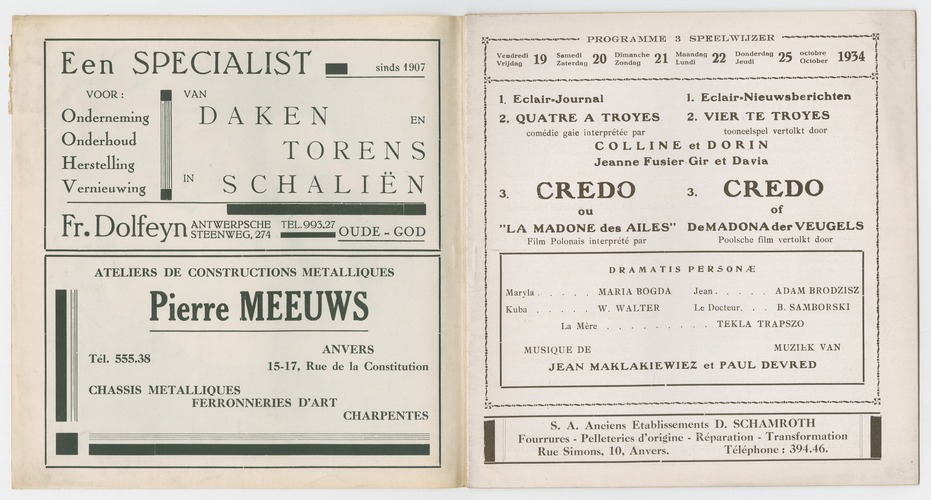 Een SPECIALIST sinds 1907
VOOR : VAN
Onderneming DAKEN EN
Onderhoud
Herstelling TORENS
Vernieuwing IN SCHALIËN
Fr. Dolfeyn ANTWERPSCHE STEENWEG, 274 TEL. 993,27 OUDE - GOD
ATELIERS DE CONSTRUCTIONS METALLIQUES
Pierre MEEUWS
Tél. 555.38
ANVERS
15-17, Rue de la Constitution
CHASSIS METALLIQUES
FERRONNERIES D'ART
CHARPENTES
PROGRAMME 3 SPEELWIJZER
Vendredi Vrijdag 19 Samedi Zaterdag 20 Dimanche Zondag 21 Maandag Lundi 22 Donderdag Jeudi 25 octobre October 1934
1. Eclair-Journal
2. QUATRE A TROYES
comédie gaie interprétée par
1. Eclair-Nieuwsberichten
2. VIER TE TROYES
tooneelspel vertolkt door
COLLINE et DORIN
Jeanne Fusier-Gir et Davia
3. CREDO
ou
"LA MADONE des AILES"
Film Polonais interprété par
3. CREDO
of
De MADONA der VEUGELS
Poolsche film vertolkt door
DRAMATIS PERSONÆ
Maryla . . . . . MARIA BOGDA Jean . . . . . ADAM BRODZISZ
Kuba . . . . . W. WALTER Le Docteur. . . B. SAMBORSKI
La Mère . . . . . . . . . . TEKLA TRAPSZO
MUSIQUE DE MUZIEK VAN
JEAN MAKLAKIEWIEZ et PAUL DEVRED
S. A. Anciens Etablissements D. SCHAMROTH
Fourrures - Pelleteries d'origine - Réparation - Transformation
Rue Simons, 10, Anvers. Téléphone : 394.46.